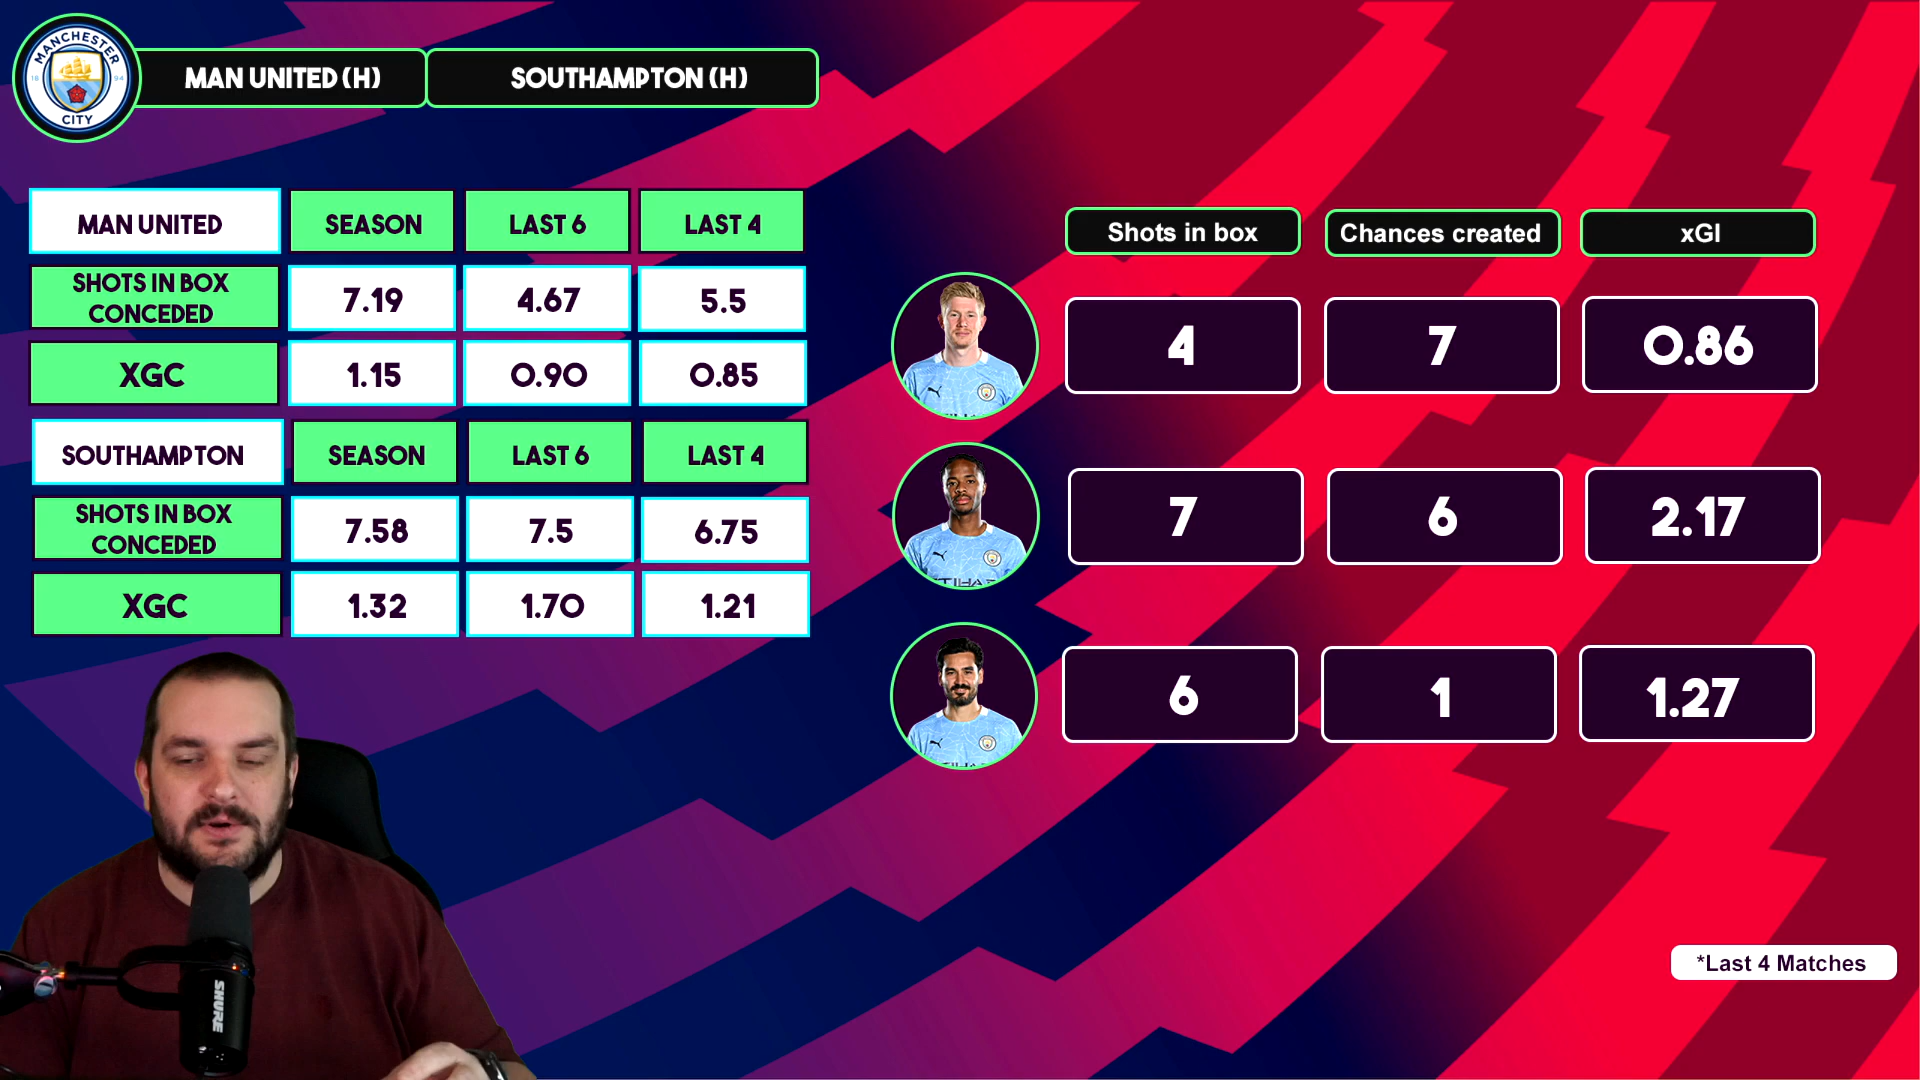 MANCHESTER
18 94
CITY
MAN UNITED (H)
SOUTHAMPTON (H)
MAN UNITED
SEASON
LAST 6
LAST 4
SHOTS IN BOX
CONCEDED
7.19
4.67
5.5
XGC
1.15
0.90
0.85
SOUTHAMPTON
SEASON
LAST 6
LAST 4
SHOTS IN BOX
CONCEDED
7.58
7.5
6.75
XGC
1.32
1.70
1.21
Shots in box
Chances created
xGI
4
7
0.86
7
6
2.17
6
1
1.27
*Last 4 Matches
SHURE